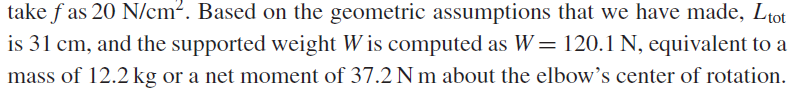 take f as 20 N/cm². Based on the geometric assumptions that we have made, Ltot
is 31 cm, and the supported weight W is computed as W = 120.1 N, equivalent to a
mass of 12.2 kg or a net moment of 37.2 N m about the elbow’s center of rotation.